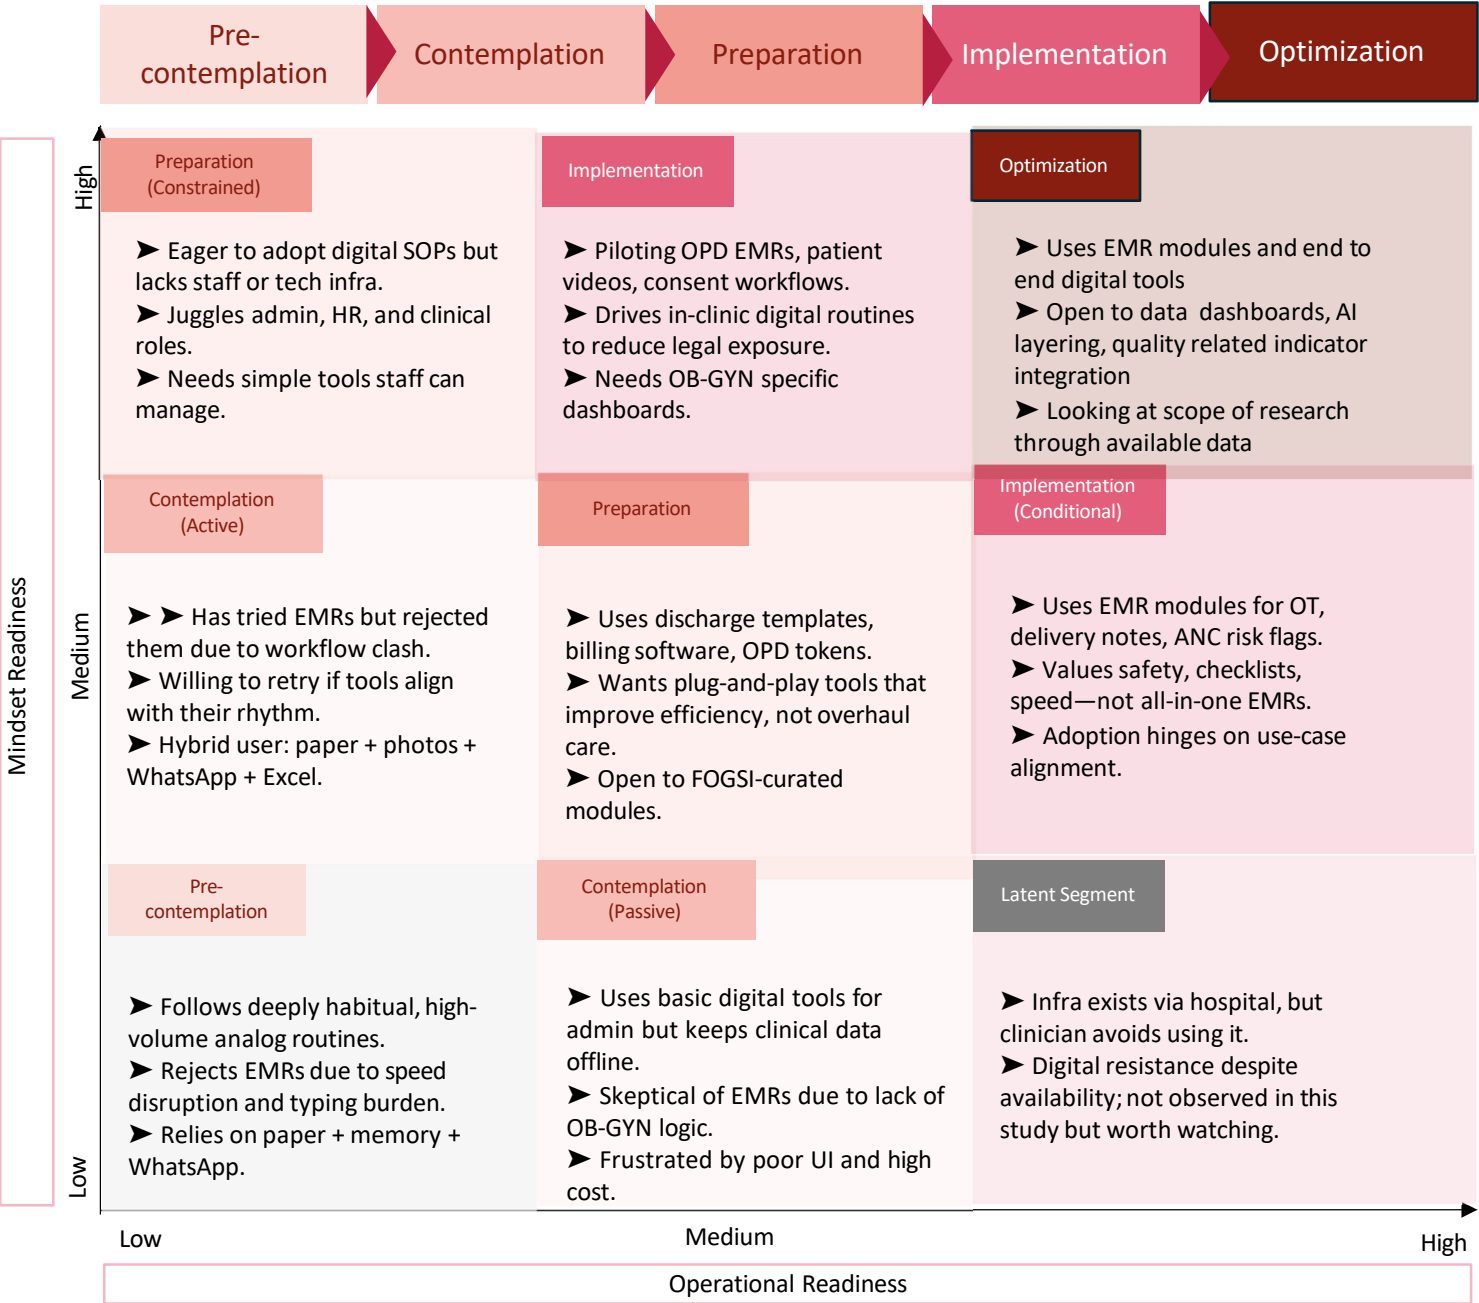 Pre-
contemplation
Contemplation
Preparation
Implementation
Optimization
Mindset Readiness
High
Medium
Low
Preparation
(Constrained)
➤ Eager to adopt digital SOPs but
lacks staff or tech infra.
➤ Juggles admin, HR, and clinical
roles.
➤ Needs simple tools staff can
manage.
Implementation
➤ Piloting OPD EMRs, patient
videos, consent workflows.
➤ Drives in-clinic digital routines
to reduce legal exposure.
➤ Needs OB-GYN specific
dashboards.
Optimization
➤ Uses EMR modules and end to
end digital tools
➤ Open to data dashboards, AI
layering, quality related indicator
integration
➤ Looking at scope of research
through available data
Contemplation
(Active)
➤ ➤ Has tried EMRs but rejected
them due to workflow clash.
➤ Willing to retry if tools align
with their rhythm.
➤ Hybrid user: paper + photos +
WhatsApp + Excel.
Preparation
➤ Uses discharge templates,
billing software, OPD tokens.
➤ Wants plug-and-play tools that
improve efficiency, not overhaul
care.
➤ Open to FOGSI-curated
modules.
Implementation
(Conditional)
➤ Uses EMR modules for OT,
delivery notes, ANC risk flags.
➤ Values safety, checklists,
speed—not all-in-one EMRs.
➤ Adoption hinges on use-case
alignment.
Pre-
contemplation
➤ Follows deeply habitual, high-
volume analog routines.
➤ Rejects EMRs due to speed
disruption and typing burden.
➤ Relies on paper + memory +
WhatsApp.
Contemplation
(Passive)
➤ Uses basic digital tools for
admin but keeps clinical data
offline.
➤ Skeptical of EMRs due to lack of
OB-GYN logic.
➤ Frustrated by poor UI and high
cost.
Latent Segment
➤ Infra exists via hospital, but
clinician avoids using it.
➤ Digital resistance despite
availability; not observed in this
study but worth watching.
Low
Medium
High
Operational Readiness